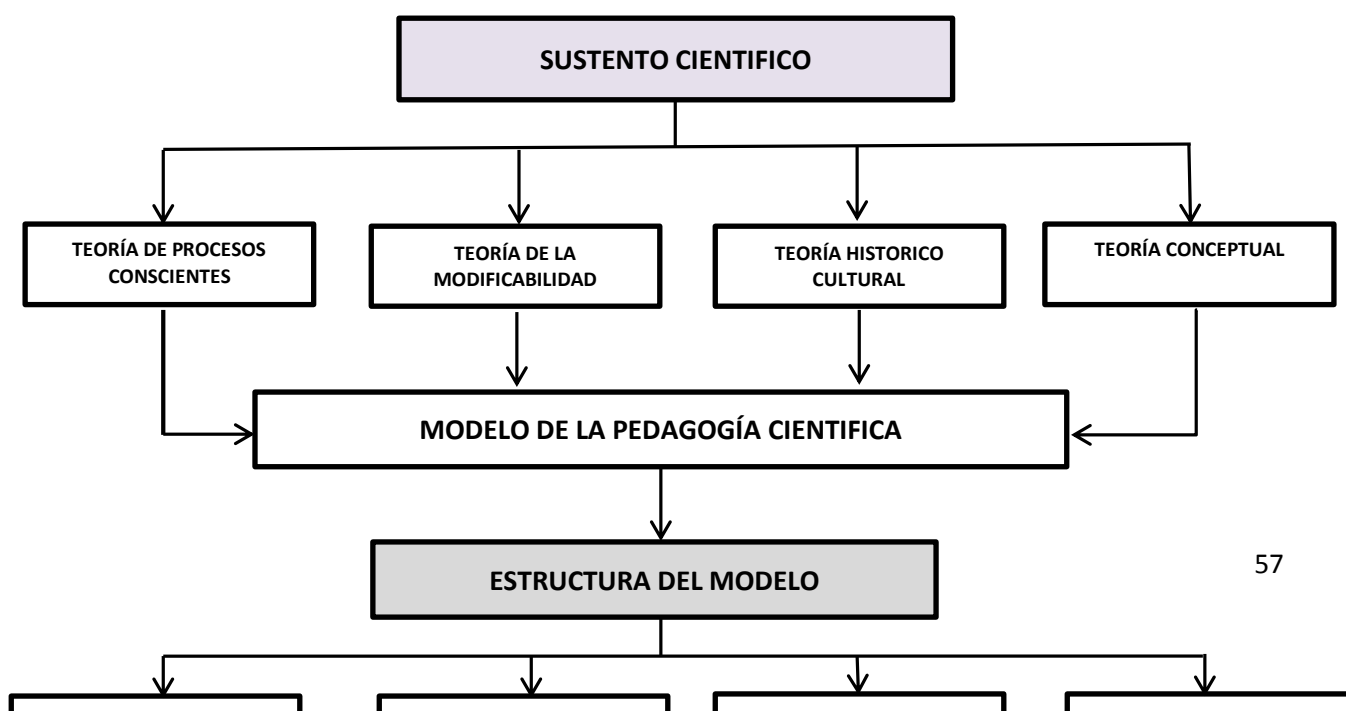 SUSTENTO CIENTIFICO
TEORÍA DE PROCESOS
CONSCIENTES
TEORÍA DE LA
MODIFICABILIDAD
TEORÍA HISTORICO
CULTURAL
TEORÍA CONCEPTUAL
MODELO DE LA PEDAGOGÍA CIENTIFICA
ESTRUCTURA DEL MODELO
57